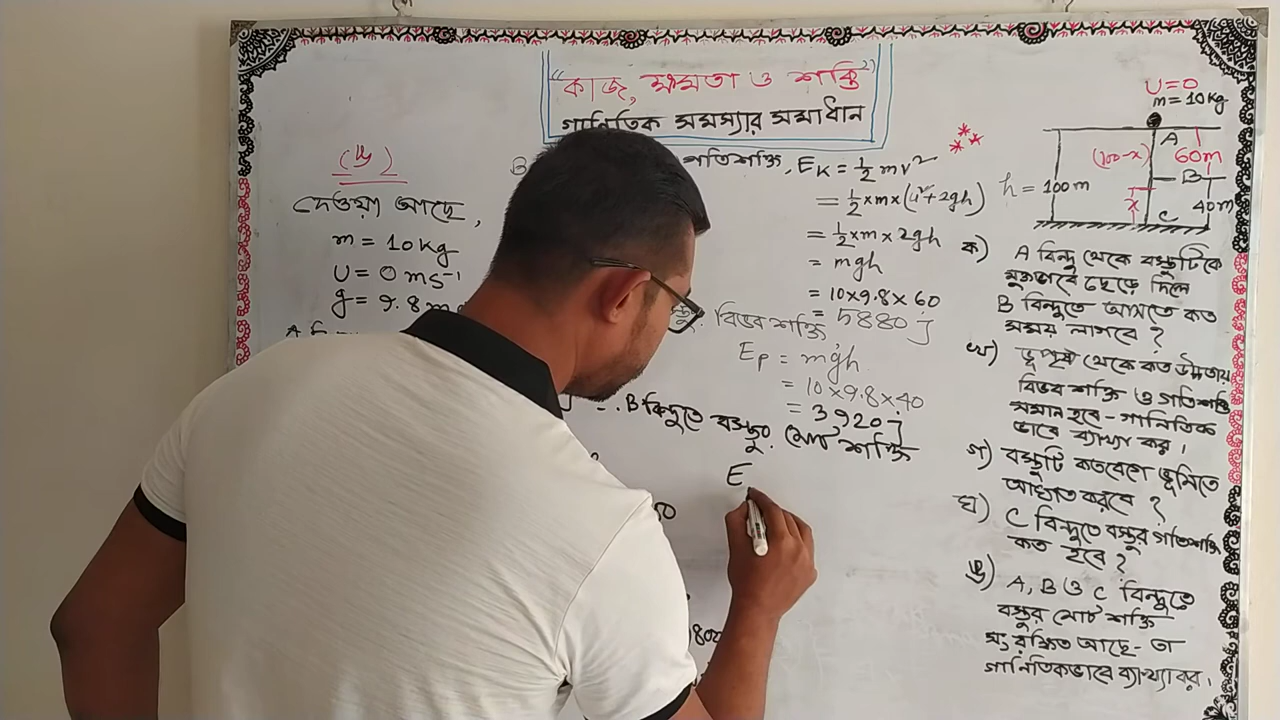 "কাজ, ক্ষমতা ও শক্তি"
গাণিতিক সমস্যার সমাধান
(ঙ)
দেওয়া আছে,
m = 10 kg
U = 0 ms⁻¹
g = 9.8 m
গতিশক্তি, E_K = ½ mv²
= ½ × m × (u² + 2gh)
= ½ × m × 2gh
= mgh
= 10 × 9.8 × 60
= 5880 J
বিভব শক্তি
E_P = mgh
= 10 × 9.8 × 40
= 3920 J
∴ B বিন্দুতে বস্তুর মোট শক্তি
E
U = 0
m = 10 kg
A
(100-x)
60m
B
h = 100 m
x
40m
C
ক) A বিন্দু থেকে বস্তুটিকে
মুক্তভাবে ছেড়ে দিলে
B বিন্দুতে আসতে কত
সময় লাগবে ?
খ) ভূপৃষ্ঠ থেকে কত উচ্চতায়
বিভব শক্তি ও গতিশক্তি
সমান হবে - গানিতিক
ভাবে ব্যাখ্যা কর ।
গ) বস্তুটি কতবেগে ভূমিতে
আঘাত করবে ?
ঘ) C বিন্দুতে বস্তুর গতিশক্তি
কত হবে ?
ঙ) A, B ও C বিন্দুতে
বস্তুর মোট শক্তি
সংরক্ষিত আছে - তা
গানিতিকভাবে ব্যাখ্যা কর ।